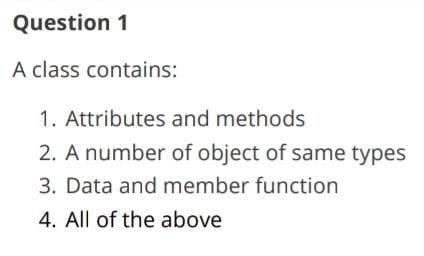 Question 1
A class contains:
1. Attributes and methods
2. A number of object of same types
3. Data and member function
4. All of the above